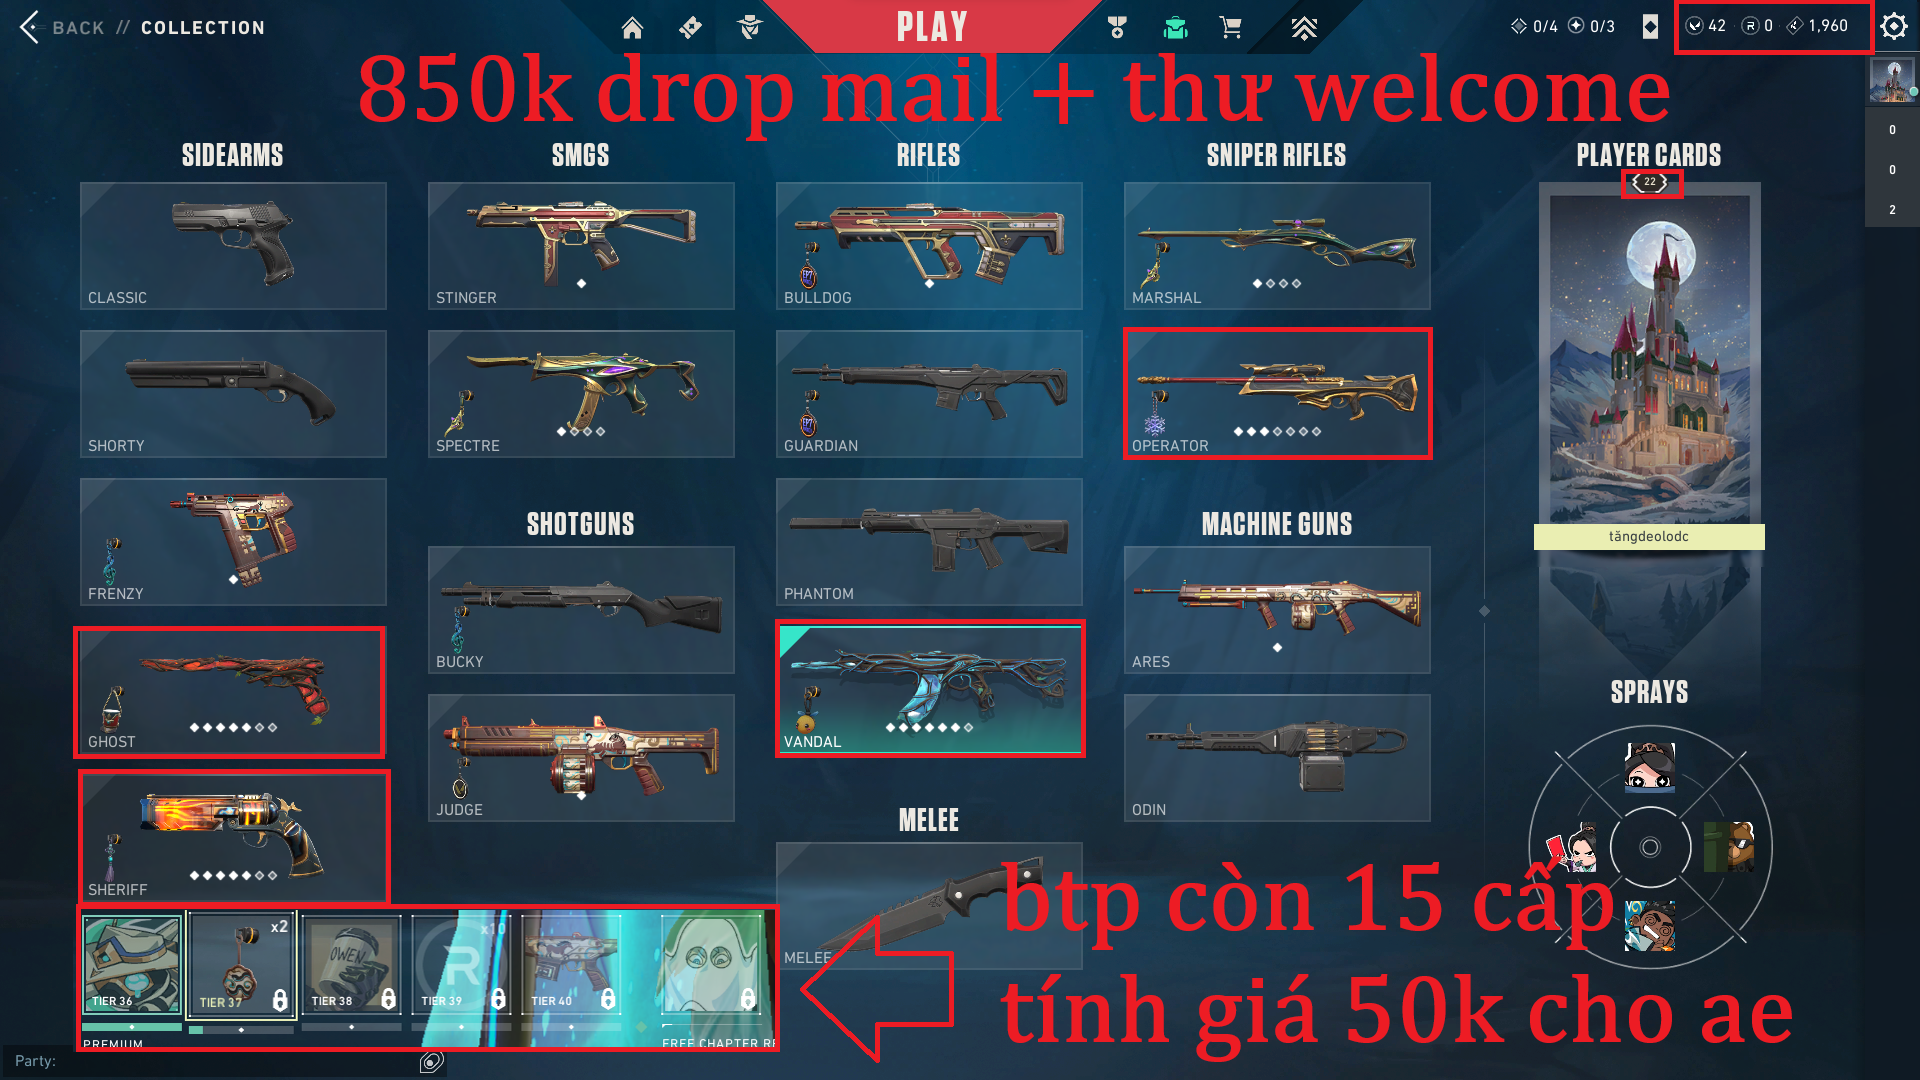 BACK // COLLECTION
PLAY
0/4 0/3
42 R 0 1,960
850k drop mail + thư welcome
SIDEARMS
SMGS
RIFLES
SNIPER RIFLES
PLAYER CARDS
0
0
2
22
CLASSIC
STINGER
BULLDOG
MARSHAL
SHORTY
SPECTRE
GUARDIAN
OPERATOR
SHOTGUNS
MACHINE GUNS
tăngdeolodc
FRENZY
BUCKY
PHANTOM
ARES
SPRAYS
GHOST
JUDGE
VANDAL
ODIN
MELEE
SHERIFF
MELEE
btp còn 15 cấp
tính giá 50k cho ae
x2
x10
OWEN
R
TIER 36
TIER 37
TIER 38
TIER 39
TIER 40
PREMIUM
FREE CHAPTER RE
Party: